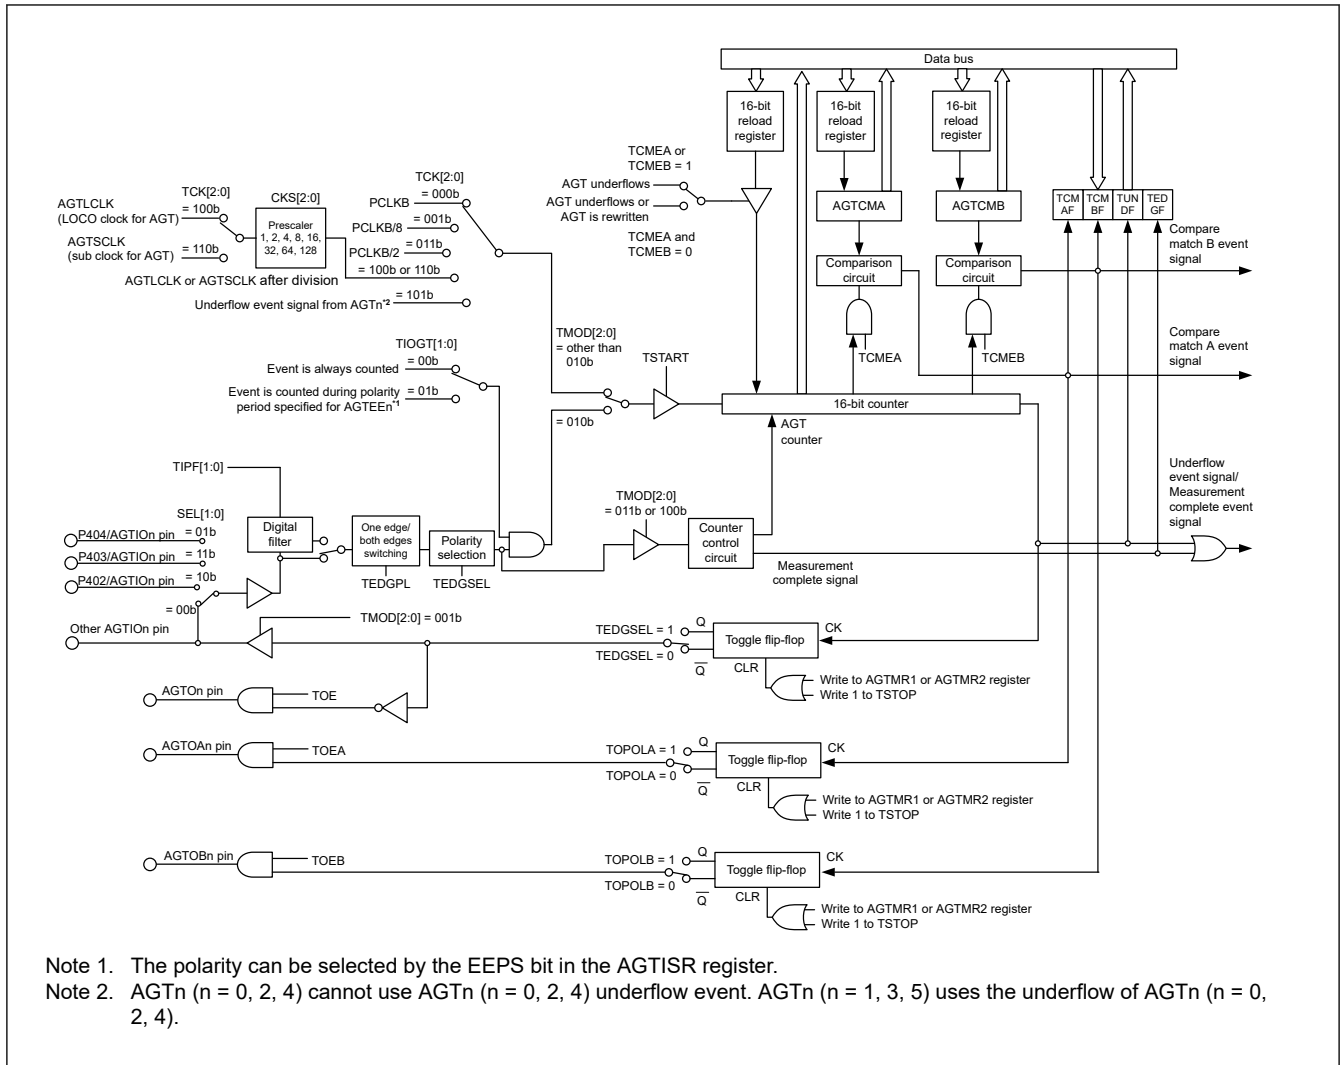 Data bus
16-bit
reload
register
16-bit
reload
register
16-bit
reload
register
TCMEA or
TCMEB = 1
AGT underflows
AGT underflows or
AGT is rewritten
TCMEA and
TCMEB = 0
AGTCMA
AGTCMB
TCM
AF
TCM
BF
TUN
DF
TED
GF
Comparison
circuit
Comparison
circuit
Compare
match B event
signal
TCMEA
TCMEB
Compare
match A event
signal
TCK[2:0]
CKS[2:0]
TCK[2:0]
AGTLCLK
(LOCO clock for AGT)
= 100b
AGTSCLK
(sub clock for AGT)
= 110b
Prescaler
1, 2, 4, 8, 16,
32, 64, 128
= 000b
PCLKB
= 001b
PCLKB/8
= 011b
PCLKB/2
= 100b or 110b
AGTLCLK or AGTSCLK after division
Underflow event signal from AGTn*2
= 101b
TIOGT[1:0]
Event is always counted
= 00b
Event is counted during polarity
period specified for AGTEEn*1
= 01b
TMOD[2:0]
= other than
010b
= 010b
TSTART
16-bit counter
AGT
counter
TIPF[1:0]
SEL[1:0]
P404/AGTIOn pin
= 01b
P403/AGTIOn pin
= 11b
P402/AGTIOn pin
= 10b
= 00b
Other AGTIOn pin
Digital
filter
One edge/
both edges
switching
TEDGPL
Polarity
selection
TEDGSEL
TMOD[2:0]
= 011b or 100b
Counter
control
circuit
Measurement
complete signal
Underflow
event signal/
Measurement
complete event
signal
TMOD[2:0] = 001b
TEDGSEL = 1
TEDGSEL = 0
Q
Q
Toggle flip-flop
CK
CLR
Write to AGTMR1 or AGTMR2 register
Write 1 to TSTOP
AGTOn pin
TOE
AGTOAn pin
TOEA
TOPOLA = 1
TOPOLA = 0
Q
Q
Toggle flip-flop
CK
CLR
Write to AGTMR1 or AGTMR2 register
Write 1 to TSTOP
AGTOBn pin
TOEB
TOPOLB = 1
TOPOLB = 0
Q
Q
Toggle flip-flop
CK
CLR
Write to AGTMR1 or AGTMR2 register
Write 1 to TSTOP
Note 1. The polarity can be selected by the EEPS bit in the AGTISR register.
Note 2. AGTn (n = 0, 2, 4) cannot use AGTn (n = 0, 2, 4) underflow event. AGTn (n = 1, 3, 5) uses the underflow of AGTn (n = 0,
2, 4).